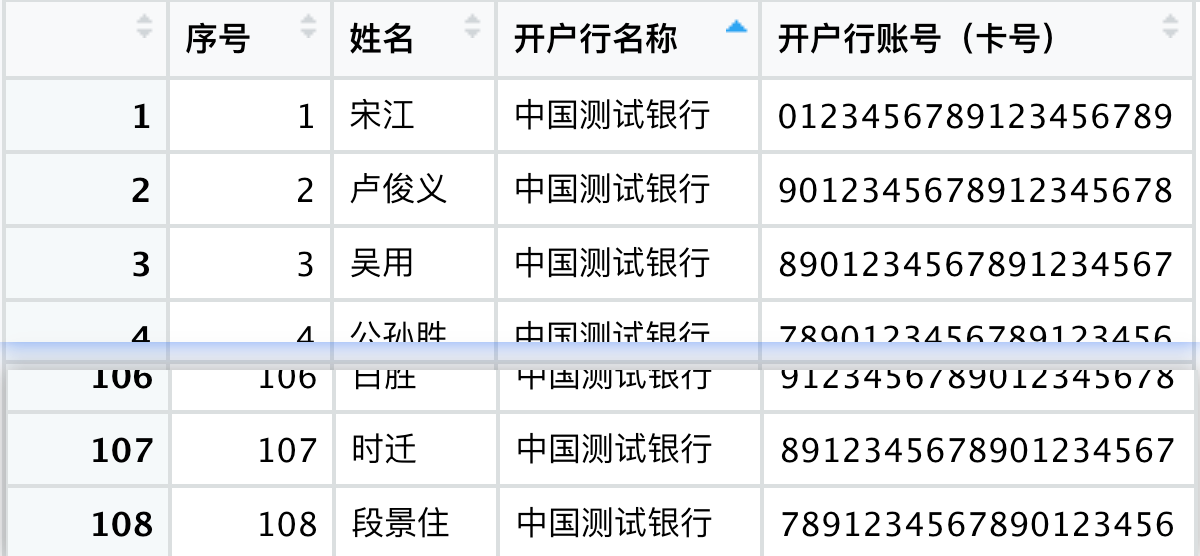 序号 姓名 开户行名称 开户行账号（卡号）
1 1 宋江 中国测试银行 0123456789123456789
2 2 卢俊义 中国测试银行 9012345678912345678
3 3 吴用 中国测试银行 8901234567891234567
4 4 公孙胜 中国测试银行 7890123456789123456
106 106 白胜 中国测试银行 9123456789012345678
107 107 时迁 中国测试银行 8912345678901234567
108 108 段景住 中国测试银行 7891234567890123456